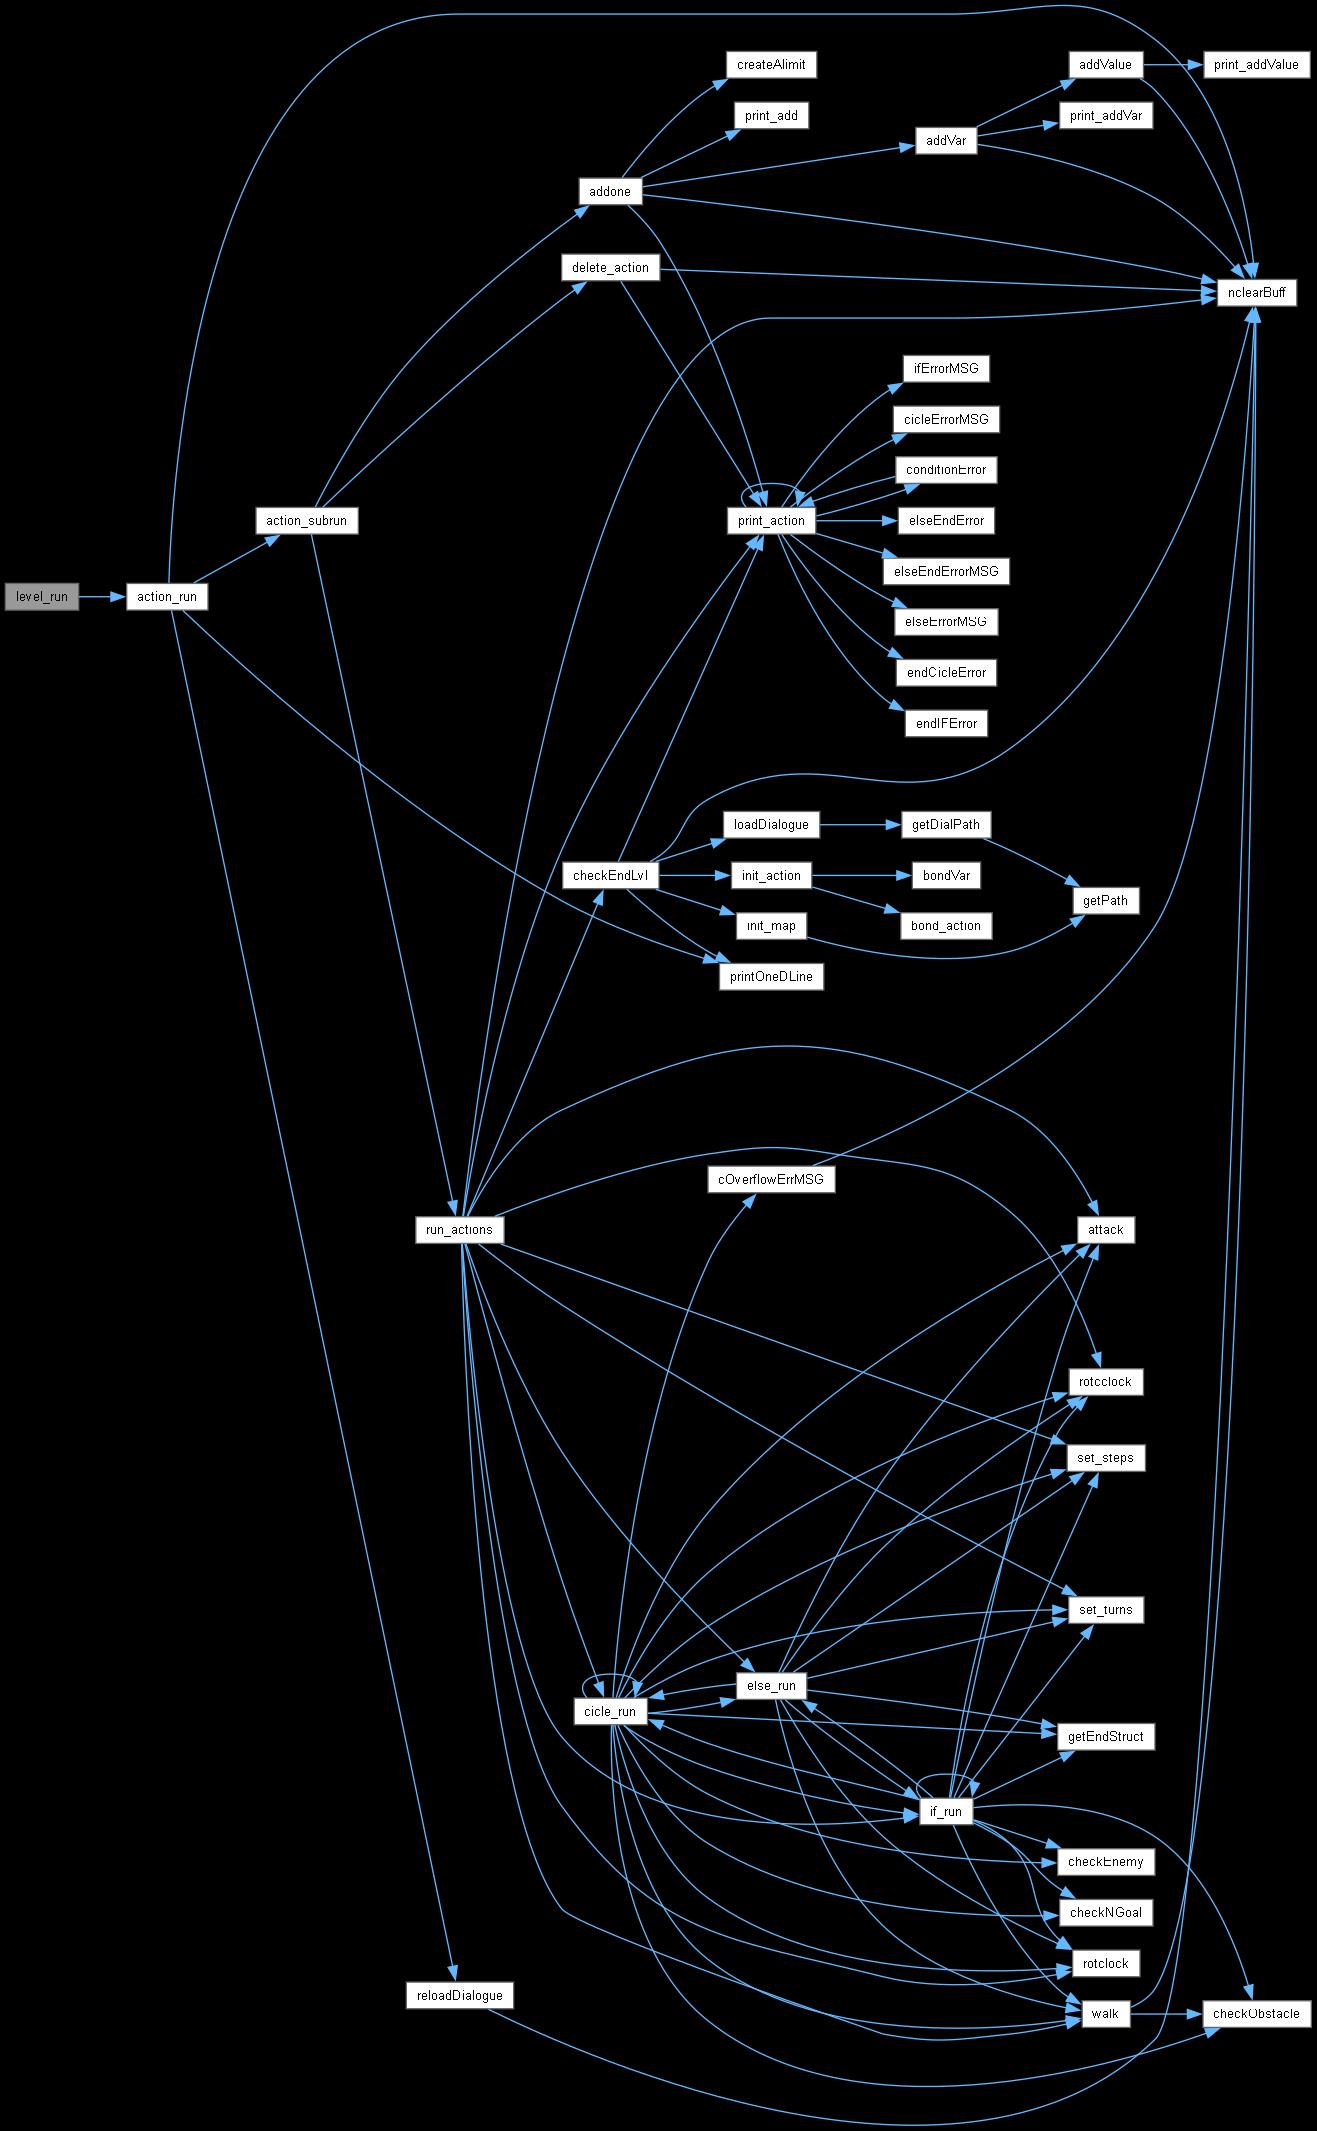 createAlimit
addValue
print_addValue
print_add
print_addVar
addVar
addone
delete_action
nclearBuff
ifErrorMSG
cicleErrorMSG
conditionError
action_subrun
print_action
elseEndError
elseEndErrorMSG
level_run
action_run
elseErrorMSG
endCicleError
endIFError
loadDialogue
getDialPath
checkEndLvl
init_action
bondVar
getPath
init_map
bond_action
printOneDLine
cOverflowErrMSG
run_actions
attack
rotcclock
set_steps
set_turns
else_run
cicle_run
getEndStruct
if_run
checkEnemy
checkNGoal
rotclock
reloadDialogue
walk
checkObstacle